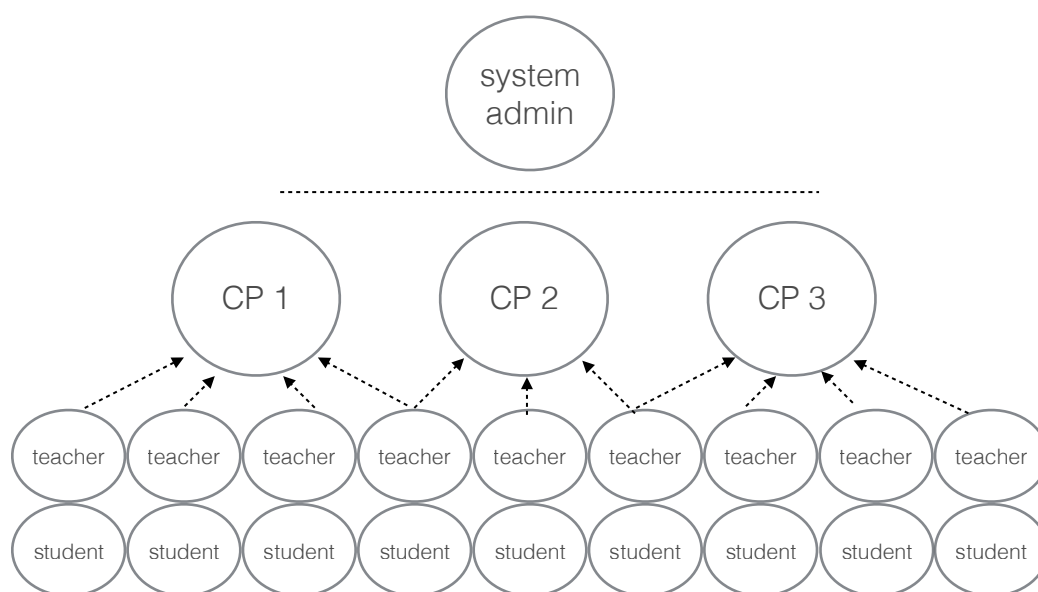 system
admin
CP 1 CP 2 CP 3
teacher teacher teacher teacher teacher teacher teacher teacher teacher
student student student student student student student student student